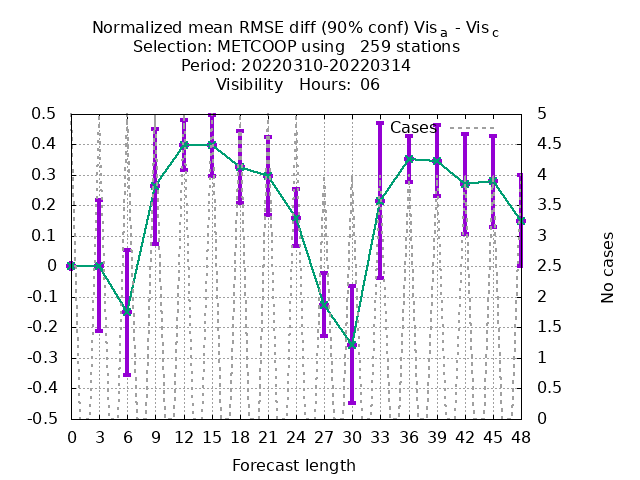 Normalized mean RMSE diff (90% conf) Vis a - Vis c
Selection: METCOOP using 259 stations
Period: 20220310-20220314
Visibility Hours: 06
Cases
0.5
0.4
0.3
0.2
0.1
0
-0.1
-0.2
-0.3
-0.4
-0.5
5
4.5
4
3.5
3
2.5
2
1.5
1
0.5
0
No cases
0 3 6 9 12 15 18 21 24 27 30 33 36 39 42 45 48
Forecast length